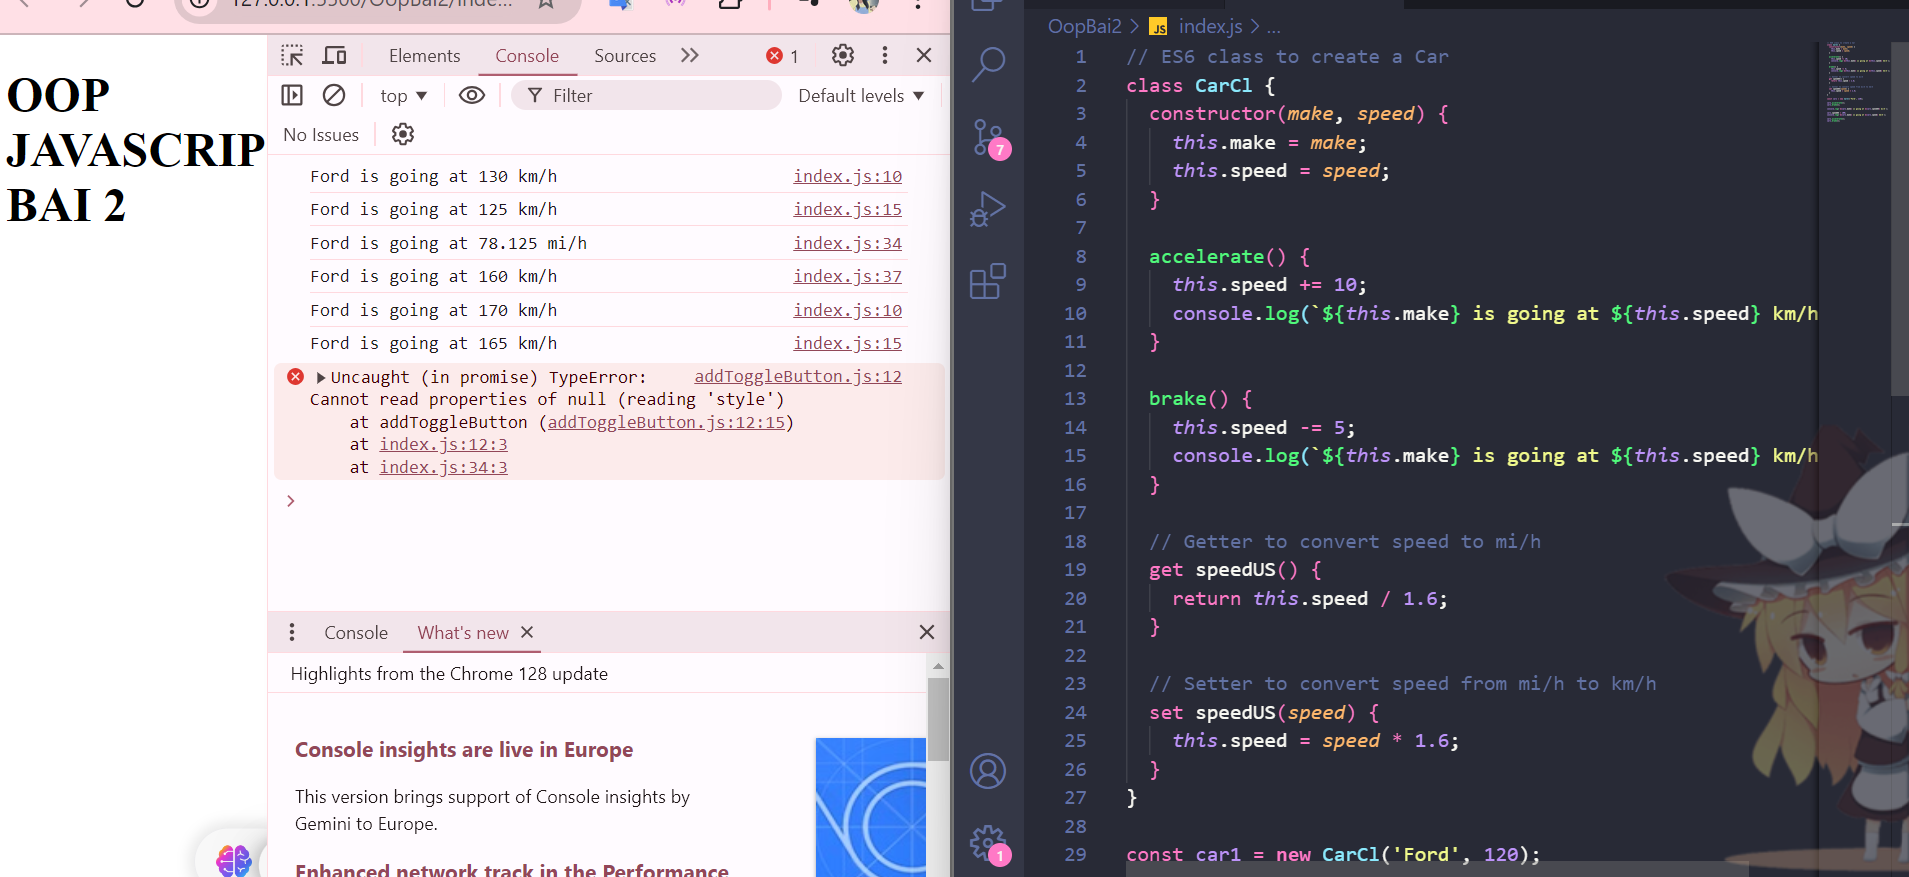 OOP
JAVASCRIP
BAI 2
Elements
Console
Sources
1
top
Filter
Default levels
No Issues
Ford is going at 130 km/h index.js:10
Ford is going at 125 km/h index.js:15
Ford is going at 78.125 mi/h index.js:34
Ford is going at 160 km/h index.js:37
Ford is going at 170 km/h index.js:10
Ford is going at 165 km/h index.js:15
Uncaught (in promise) TypeError: addToggleButton.js:12
Cannot read properties of null (reading 'style')
at addToggleButton (addToggleButton.js:12:15)
at index.js:12:3
at index.js:34:3
Console
What's new
Highlights from the Chrome 128 update
Console insights are live in Europe
This version brings support of Console insights by
Gemini to Europe.
Enhanced network track in the Performance
7
1
OopBai2 > JS index.js > ...
1 // ES6 class to create a Car
2 class CarCl {
3 constructor(make, speed) {
4 this.make = make;
5 this.speed = speed;
6 }
7
8 accelerate() {
9 this.speed += 10;
10 console.log(`${this.make} is going at ${this.speed} km/h
11 }
12
13 brake() {
14 this.speed -= 5;
15 console.log(`${this.make} is going at ${this.speed} km/h
16 }
17
18 // Getter to convert speed to mi/h
19 get speedUS() {
20 return this.speed / 1.6;
21 }
22
23 // Setter to convert speed from mi/h to km/h
24 set speedUS(speed) {
25 this.speed = speed * 1.6;
26 }
27 }
28
29 const car1 = new CarCl('Ford', 120);